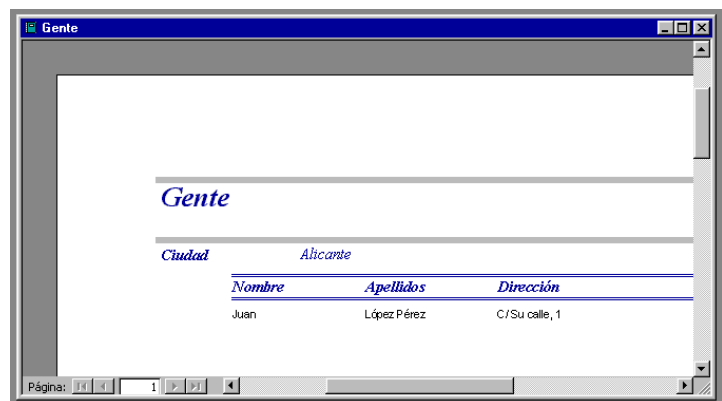 Gente
Gente
Ciudad Alicante
Nombre Apellidos Dirección
Juan López Pérez C/Su calle, 1
Página: 1